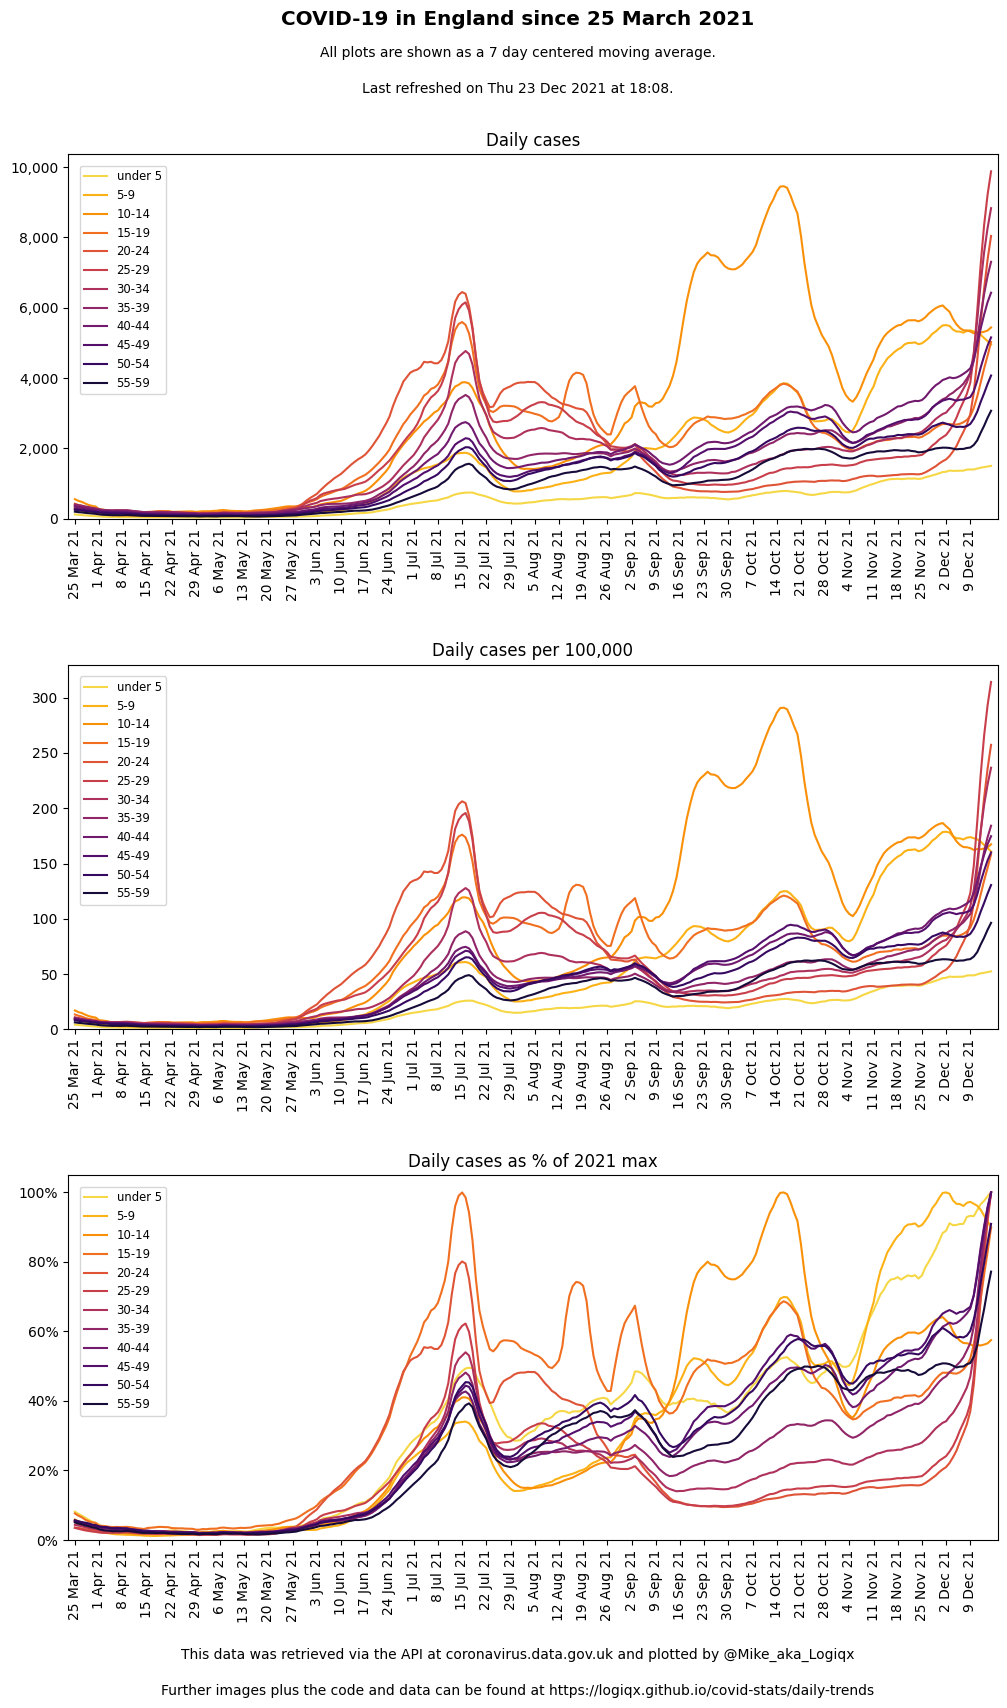 COVID-19 in England since 25 March 2021
All plots are shown as a 7 day centered moving average.
Last refreshed on Thu 23 Dec 2021 at 18:08.
Daily cases
10,000
8,000
6,000
4,000
2,000
0
under 5
5-9
10-14
15-19
20-24
25-29
30-34
35-39
40-44
45-49
50-54
55-59
25 Mar 21
1 Apr 21
8 Apr 21
15 Apr 21
22 Apr 21
29 Apr 21
6 May 21
13 May 21
20 May 21
27 May 21
3 Jun 21
10 Jun 21
17 Jun 21
24 Jun 21
1 Jul 21
8 Jul 21
15 Jul 21
22 Jul 21
29 Jul 21
5 Aug 21
12 Aug 21
19 Aug 21
26 Aug 21
2 Sep 21
9 Sep 21
16 Sep 21
23 Sep 21
30 Sep 21
7 Oct 21
14 Oct 21
21 Oct 21
28 Oct 21
4 Nov 21
11 Nov 21
18 Nov 21
25 Nov 21
2 Dec 21
9 Dec 21
Daily cases per 100,000
300
250
200
150
100
50
0
under 5
5-9
10-14
15-19
20-24
25-29
30-34
35-39
40-44
45-49
50-54
55-59
25 Mar 21
1 Apr 21
8 Apr 21
15 Apr 21
22 Apr 21
29 Apr 21
6 May 21
13 May 21
20 May 21
27 May 21
3 Jun 21
10 Jun 21
17 Jun 21
24 Jun 21
1 Jul 21
8 Jul 21
15 Jul 21
22 Jul 21
29 Jul 21
5 Aug 21
12 Aug 21
19 Aug 21
26 Aug 21
2 Sep 21
9 Sep 21
16 Sep 21
23 Sep 21
30 Sep 21
7 Oct 21
14 Oct 21
21 Oct 21
28 Oct 21
4 Nov 21
11 Nov 21
18 Nov 21
25 Nov 21
2 Dec 21
9 Dec 21
Daily cases as % of 2021 max
100%
80%
60%
40%
20%
0%
under 5
5-9
10-14
15-19
20-24
25-29
30-34
35-39
40-44
45-49
50-54
55-59
25 Mar 21
1 Apr 21
8 Apr 21
15 Apr 21
22 Apr 21
29 Apr 21
6 May 21
13 May 21
20 May 21
27 May 21
3 Jun 21
10 Jun 21
17 Jun 21
24 Jun 21
1 Jul 21
8 Jul 21
15 Jul 21
22 Jul 21
29 Jul 21
5 Aug 21
12 Aug 21
19 Aug 21
26 Aug 21
2 Sep 21
9 Sep 21
16 Sep 21
23 Sep 21
30 Sep 21
7 Oct 21
14 Oct 21
21 Oct 21
28 Oct 21
4 Nov 21
11 Nov 21
18 Nov 21
25 Nov 21
2 Dec 21
9 Dec 21
This data was retrieved via the API at coronavirus.data.gov.uk and plotted by @Mike_aka_Logiqx
Further images plus the code and data can be found at https://logiqx.github.io/covid-stats/daily-trends